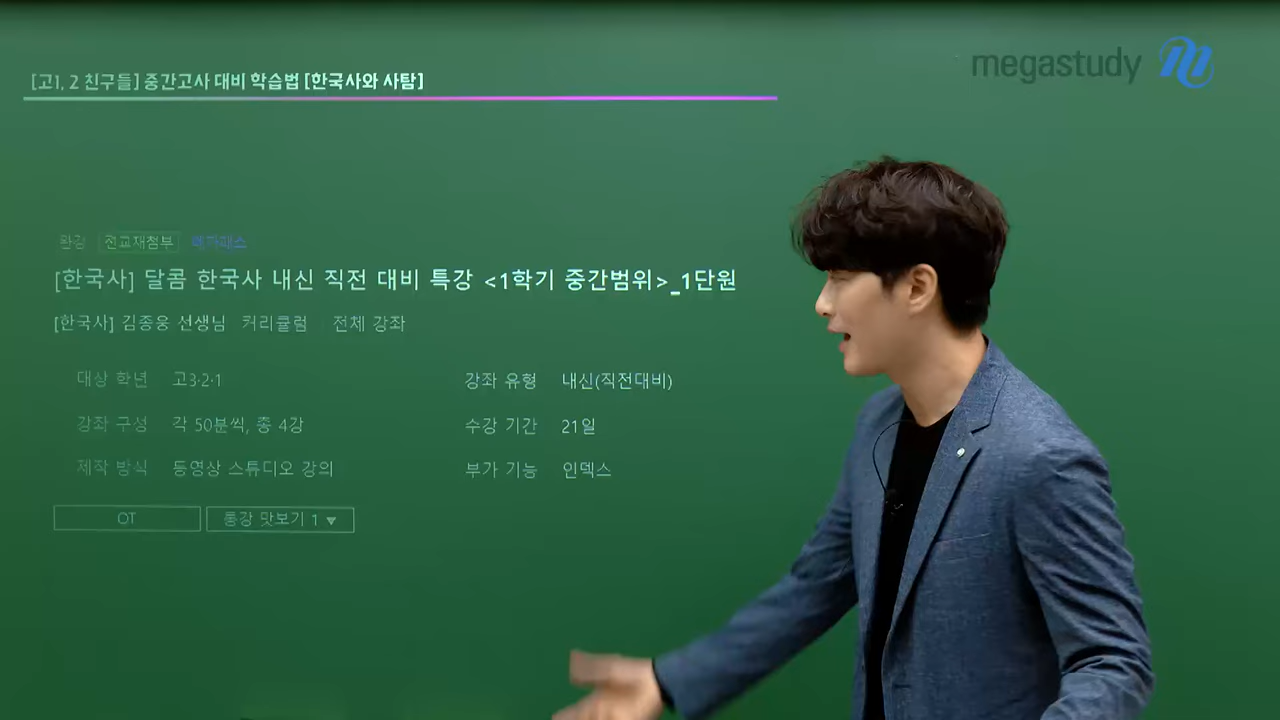 megastudy
[고1, 2 친구들] 중간고사 대비 학습법 [한국사와 사탐]
완강 전교재첨부 메가패스
[한국사] 달콤 한국사 내신 직전 대비 특강 <1학기 중간범위>_1단원
[한국사] 김종웅 선생님 커리큘럼 전체 강좌
대상 학년 고3·2·1 강좌 유형 내신(직전대비)
강좌 구성 각 50분씩, 총 4강 수강 기간 21일
제작 방식 동영상 스튜디오 강의 부가 기능 인덱스
OT 통강 맛보기 1 ▼